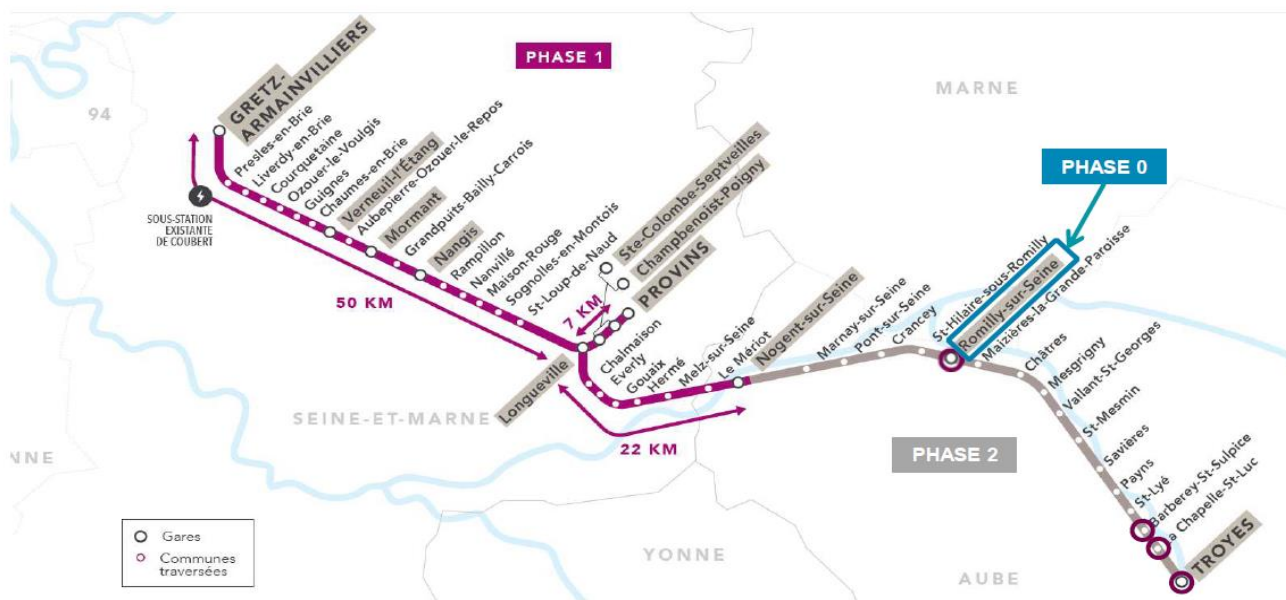 PHASE 1
MARNE
94
GRETZ-
ARMAINVILLIERS
Presles-en-Brie
Liverdy-en-Brie
Courquetaine
Ozouer-le-Voulgis
Guignes
Chaumes-en-Brie
Verneuil-l'Étang
Aubepierre-Ozouer-le-Repos
Mormant
Grandpuits-Bailly-Carrois
Nangis
Rampillon
Nanvillé
Maison-Rouge
Sognolles-en-Montois
St-Loup-de-Naud
Ste-Colombe-Septveilles
Champbenoist-Poigny
PROVINS
SOUS-STATION
EXISTANTE
DE COUBERT
50 KM
7 KM
Longueville
Chalmaison
Everly
Gouaix
Hermé
Melz-sur-Seine
Le Mériot
Nogent-sur-Seine
22 KM
SEINE-ET-MARNE
PHASE 0
Marnay-sur-Seine
Pont-sur-Seine
Crancey
St-Hilaire-sous-Romilly
Romilly-sur-Seine
Maizières-la-Grande-Paroisse
Châtres
Mesgrigny
Vallant-St-Georges
St-Mesmin
Savières
Payns
St-Lyé
Barberey-St-Sulpice
La Chapelle-St-Luc
TROYES
PHASE 2
NNE
YONNE
AUBE
Gares
Communes
traversées